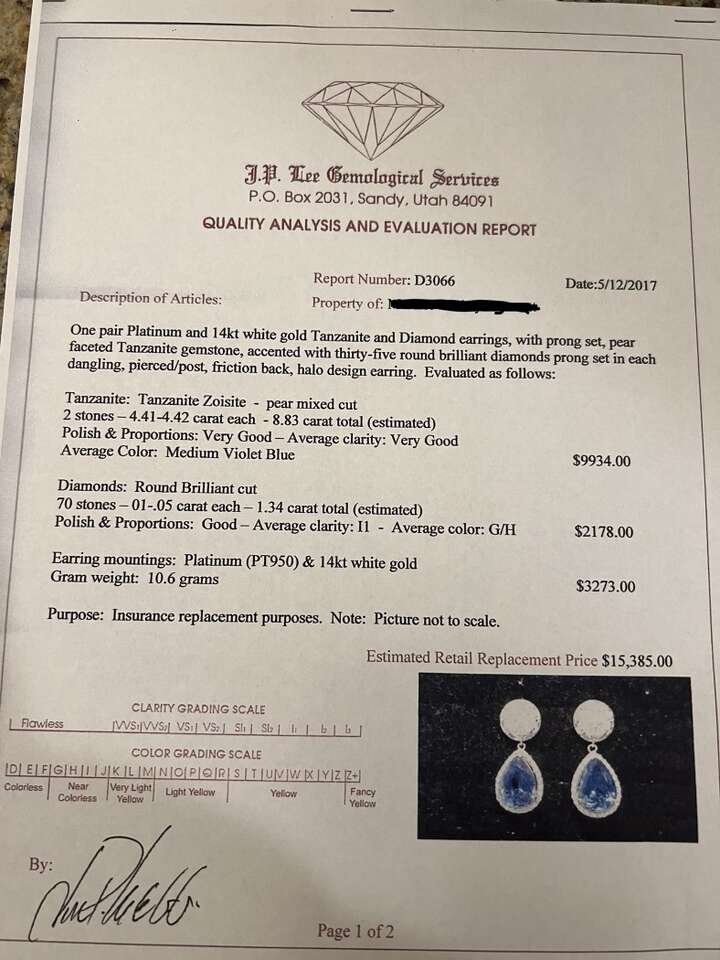 J.P. Lee Gemological Services
P.O. Box 2031, Sandy, Utah 84091
QUALITY ANALYSIS AND EVALUATION REPORT
Report Number: D3066
Date:5/12/2017
Description of Articles:
Property of:
One pair Platinum and 14kt white gold Tanzanite and Diamond earrings, with prong set, pear
faceted Tanzanite gemstone, accented with thirty-five round brilliant diamonds prong set in each
dangling, pierced/post, friction back, halo design earring. Evaluated as follows:
Tanzanite: Tanzanite Zoisite - pear mixed cut
2 stones – 4.41-4.42 carat each - 8.83 carat total (estimated)
Polish & Proportions: Very Good – Average clarity: Very Good
Average Color: Medium Violet Blue
$9934.00
Diamonds: Round Brilliant cut
70 stones – 01-.05 carat each – 1.34 carat total (estimated)
Polish & Proportions: Good – Average clarity: I1 - Average color: G/H
$2178.00
Earring mountings: Platinum (PT950) & 14kt white gold
Gram weight: 10.6 grams
$3273.00
Purpose: Insurance replacement purposes. Note: Picture not to scale.
Estimated Retail Replacement Price $15,385.00
CLARITY GRADING SCALE
Flawless |VVS1|VVS2| VS1| VS2| SI1| SI2| I1 | I2 | I3 |
COLOR GRADING SCALE
|D|E|F|G|H|I|J|K|L|M|N|O|P|Q|R|S|T|U|V|W|X|Y|Z|Z+|
Colorless
Near Colorless
Very Light Yellow
Light Yellow
Yellow
Fancy Yellow
By:
Page 1 of 2